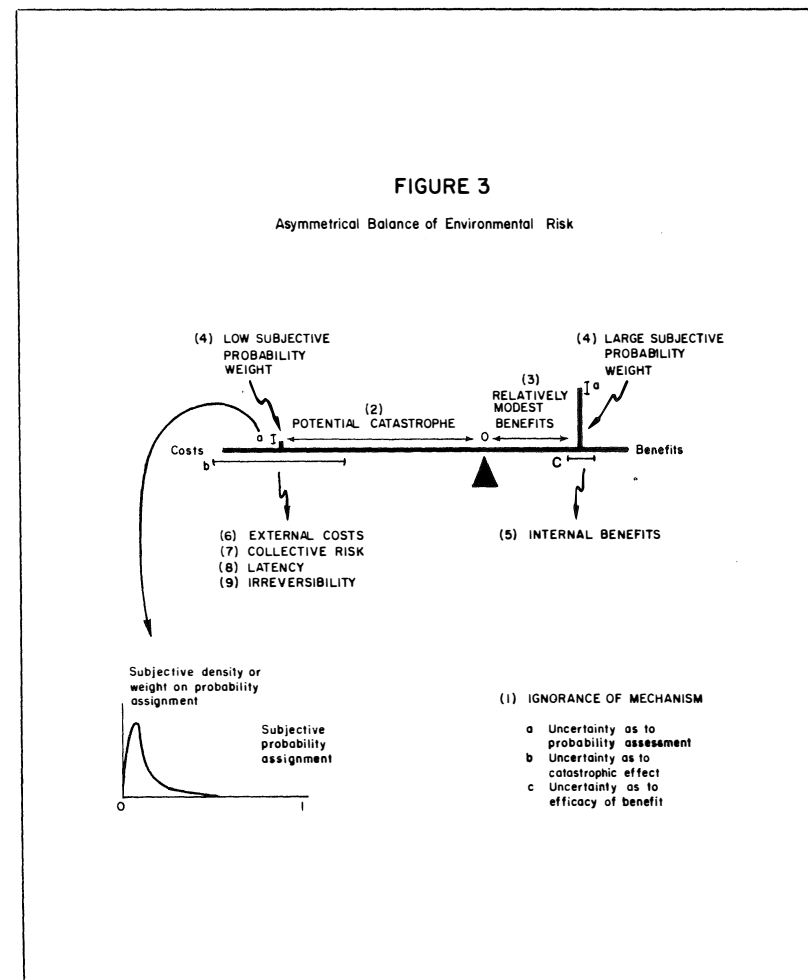 FIGURE 3
Asymmetrical Balance of Environmental Risk
(4) LOW SUBJECTIVE
PROBABILITY
WEIGHT
(4) LARGE SUBJECTIVE
PROBABILITY
WEIGHT
(3)
RELATIVELY
MODEST
BENEFITS
(2)
POTENTIAL CATASTROPHE
a
a
O
Costs
Benefits
b
C
(6) EXTERNAL COSTS
(7) COLLECTIVE RISK
(8) LATENCY
(9) IRREVERSIBILITY
(5) INTERNAL BENEFITS
Subjective density or
weight on probability
assignment
Subjective
probability
assignment
O
1
(1) IGNORANCE OF MECHANISM
a Uncertainty as to
probability assessment
b Uncertainty as to
catastrophic effect
c Uncertainty as to
efficacy of benefit